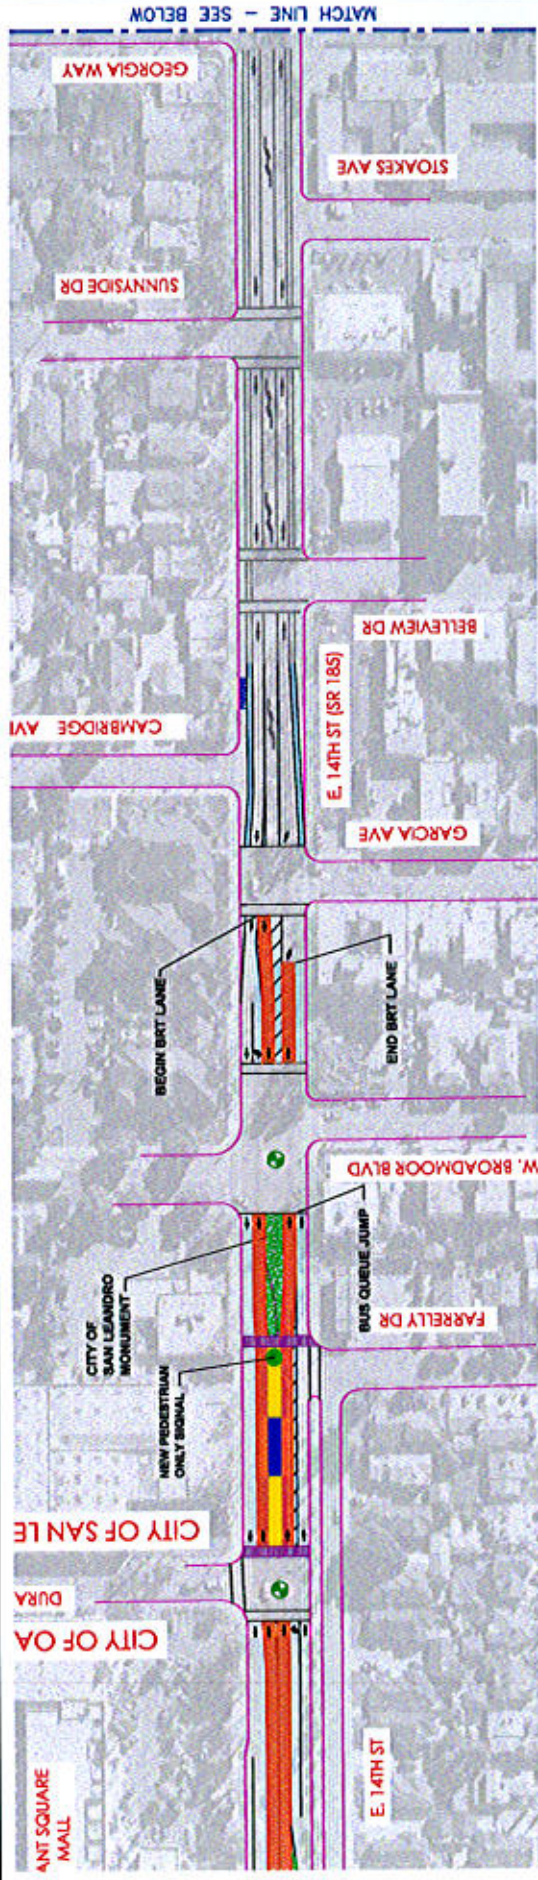 MATCH LINE - SEE BELOW
GEORGIA WAY
STOAKES AVE
SUNNYSIDE DR
BELLEVIEW DR
E. 14TH ST (SR 185)
CAMBRIDGE AV
GARCIA AVE
BEGIN BRT LANE
END BRT LANE
W. BROADMOOR BLVD
BUS QUEUE JUMP
CITY OF
SAN LEANDRO
MONUMENT
FARRELLY DR
NEW PEDESTRIAN
ONLY SIGNAL
CITY OF SAN LE
DURA
CITY OF OA
ANT SQUARE
MALL
E. 14TH ST